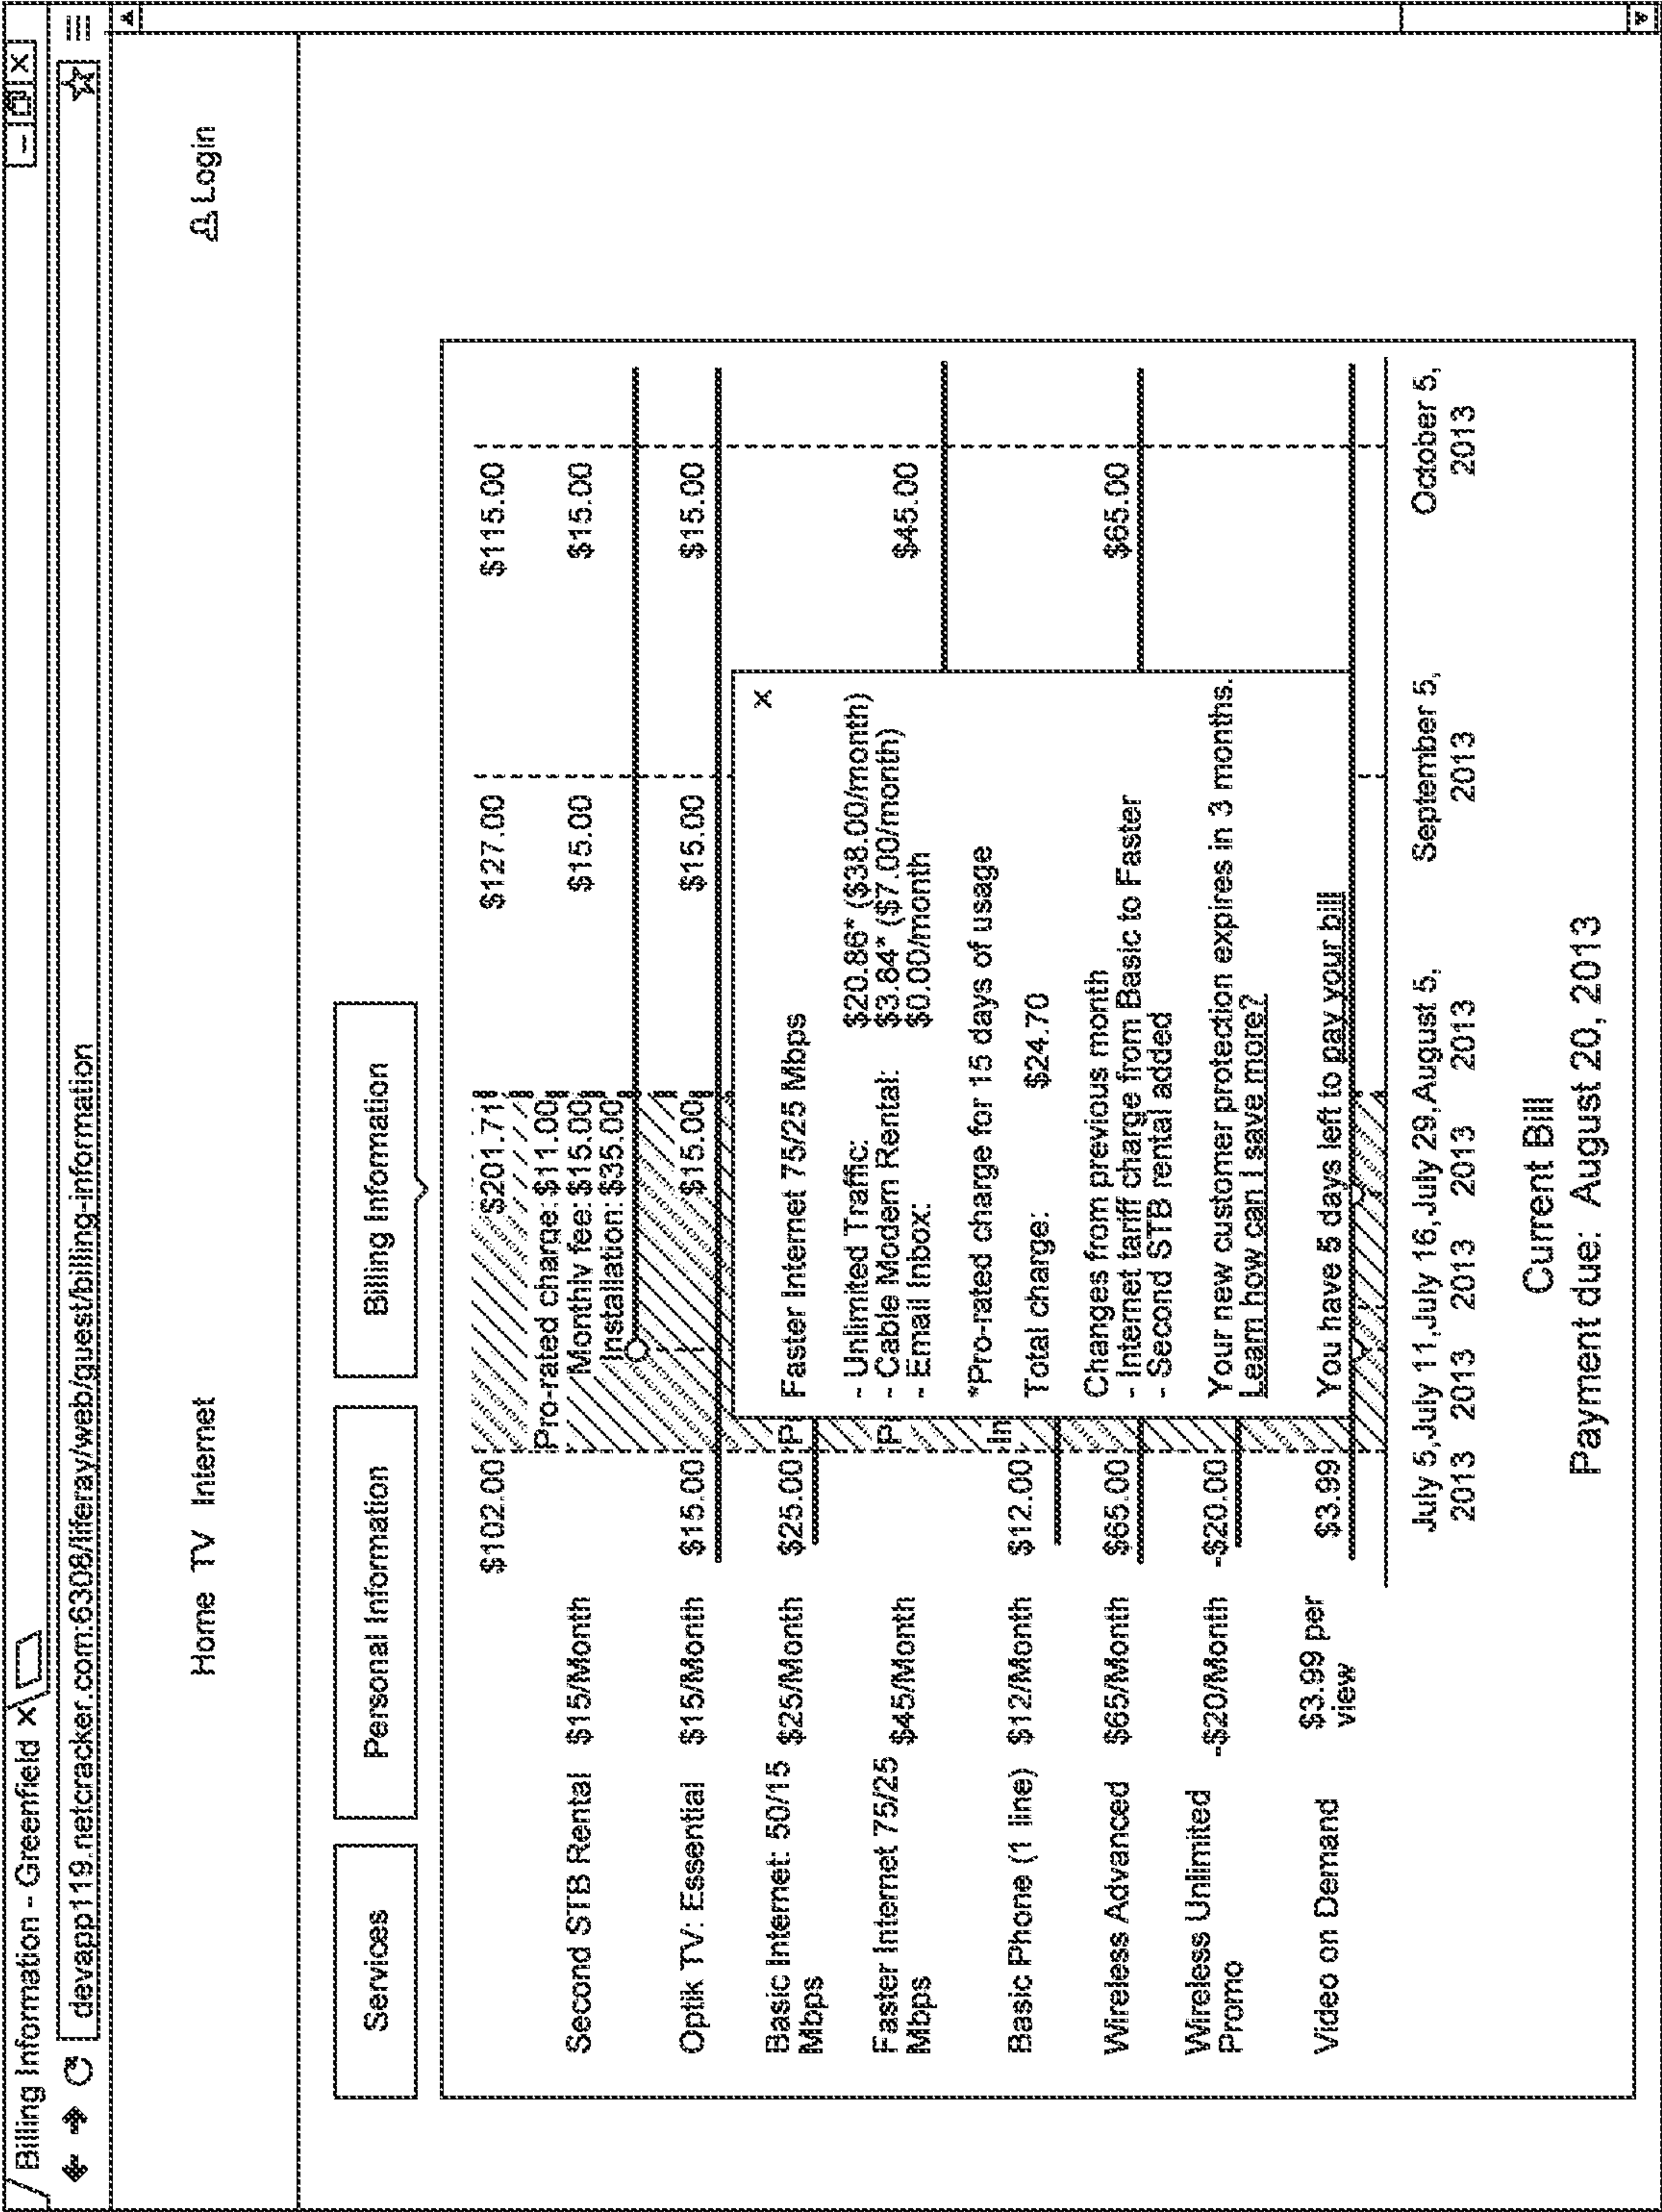 Billing Information - Greenfield X
devapp119.netcracker.com:6308/liferay/web/guest/billing-information
Home TV Internet
Login
Services
Personal Information
Billing Information
$102.00
$201.71
$127.00
$115.00
Pro-rated charge: $11.00
Second STB Rental $15/Month
Monthly fee: $15.00
$15.00
$15.00
Installation: $35.00
Optik TV: Essential $15/Month $15.00
$15.00
$15.00
$15.00
Basic Internet: 50/15 $25/Month $25.00
Mbps
Faster Internet 75/25 $45/Month
Mbps
$45.00
Basic Phone (1 line) $12/Month $12.00
In
Wireless Advanced $65/Month $65.00
$65.00
Wireless Unlimited -$20/Month -$20.00
Promo
Video on Demand $3.99 per $3.99
view
x
Faster Internet 75/25 Mbps
- Unlimited Traffic: $20.86* ($38.00/month)
- Cable Modem Rental: $3.84* ($7.00/month)
- Email Inbox: $0.00/month
*Pro-rated charge for 15 days of usage
Total charge: $24.70
Changes from previous month
- Internet tariff charge from Basic to Faster
- Second STB rental added
Your new customer protection expires in 3 months.
Learn how can I save more?
You have 5 days left to pay your bill
July 5, July 11, July 16, July 29, August 5, September 5, October 5,
2013 2013 2013 2013 2013 2013 2013
Current Bill
Payment due: August 20, 2013